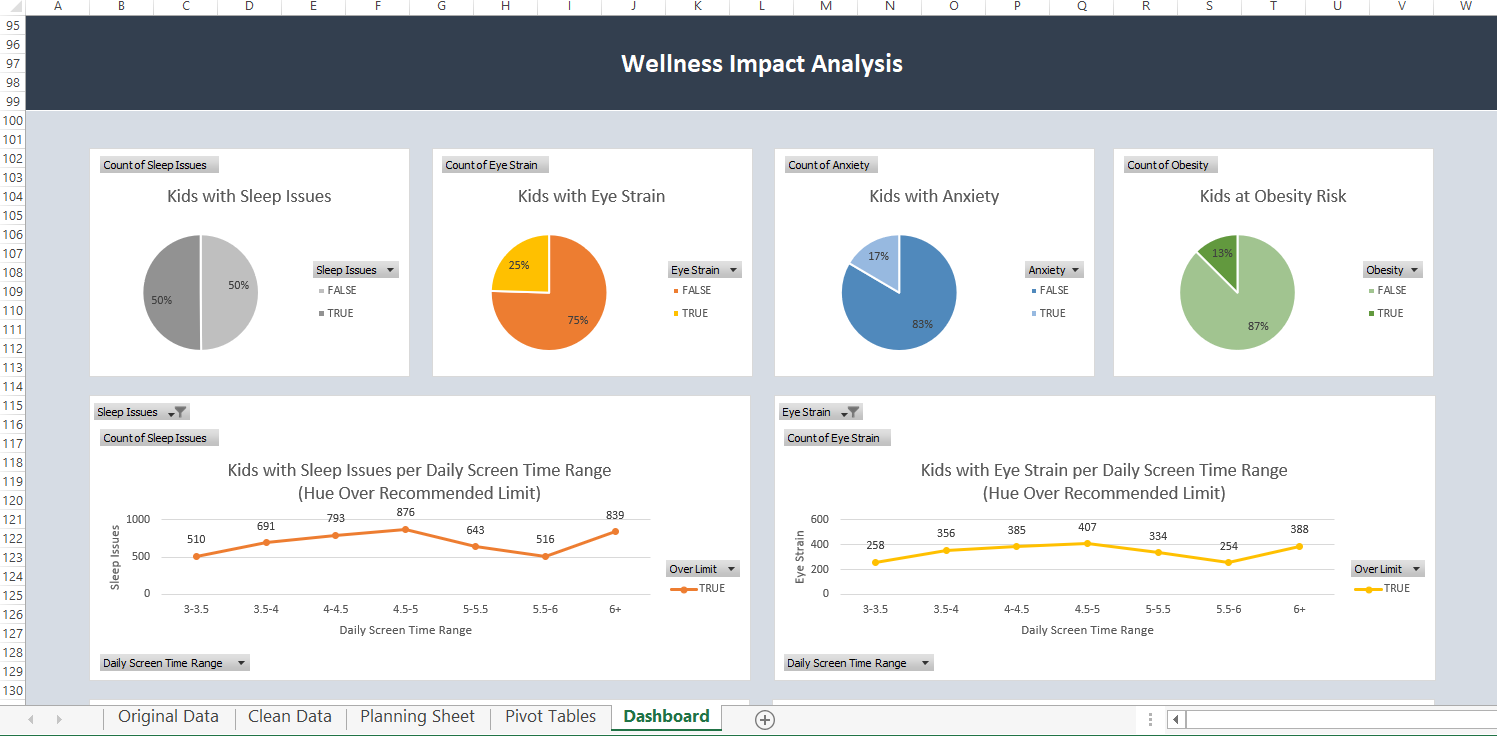 A B C D E F G H I J K L M N O P Q R S T U V W
95
96
97
98
99
100
101
102
103
104
105
106
107
108
109
110
111
112
113
114
115
116
117
118
119
120
121
122
123
124
125
126
127
128
129
130
Wellness Impact Analysis
Count of Sleep Issues
Kids with Sleep Issues
50%
50%
Sleep Issues
FALSE
TRUE
Count of Eye Strain
Kids with Eye Strain
25%
75%
Eye Strain
FALSE
TRUE
Count of Anxiety
Kids with Anxiety
17%
83%
Anxiety
FALSE
TRUE
Count of Obesity
Kids at Obesity Risk
13%
87%
Obesity
FALSE
TRUE
Sleep Issues
Count of Sleep Issues
Kids with Sleep Issues per Daily Screen Time Range
(Hue Over Recommended Limit)
Sleep Issues
1000
500
0
510 691 793 876 643 516 839
3-3.5 3.5-4 4-4.5 4.5-5 5-5.5 5.5-6 6+
Daily Screen Time Range
Over Limit
TRUE
Daily Screen Time Range
Eye Strain
Count of Eye Strain
Kids with Eye Strain per Daily Screen Time Range
(Hue Over Recommended Limit)
Eye Strain
600
400
200
0
258 356 385 407 334 254 388
3-3.5 3.5-4 4-4.5 4.5-5 5-5.5 5.5-6 6+
Daily Screen Time Range
Over Limit
TRUE
Daily Screen Time Range
Original Data Clean Data Planning Sheet Pivot Tables Dashboard